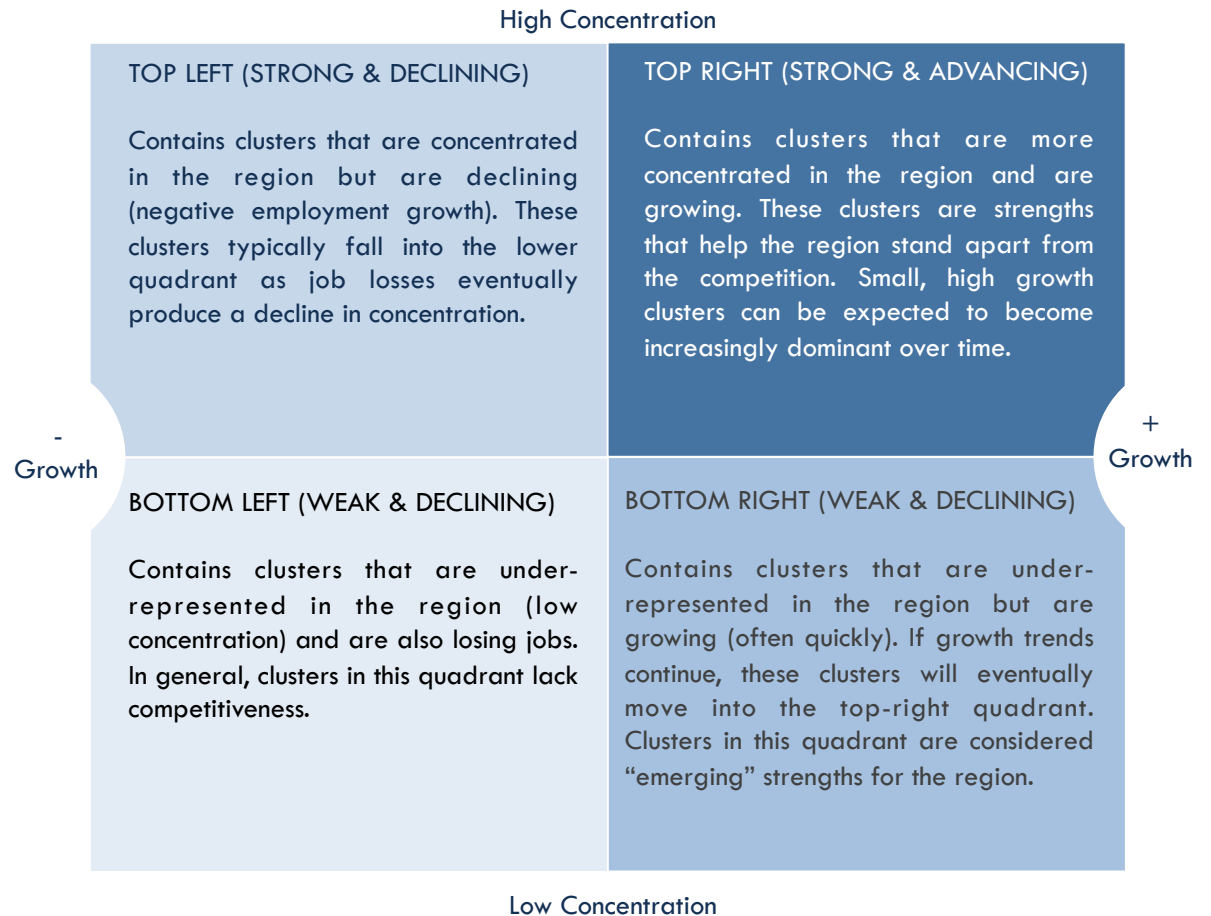 High Concentration
TOP LEFT (STRONG & DECLINING)
Contains clusters that are concentrated
in the region but are declining
(negative employment growth). These
clusters typically fall into the lower
quadrant as job losses eventually
produce a decline in concentration.
TOP RIGHT (STRONG & ADVANCING)
Contains clusters that are more
concentrated in the region and are
growing. These clusters are strengths
that help the region stand apart from
the competition. Small, high growth
clusters can be expected to become
increasingly dominant over time.
-
Growth
+
Growth
BOTTOM LEFT (WEAK & DECLINING)
Contains clusters that are under-
represented in the region (low
concentration) and are also losing jobs.
In general, clusters in this quadrant lack
competitiveness.
BOTTOM RIGHT (WEAK & DECLINING)
Contains clusters that are under-
represented in the region but are
growing (often quickly). If growth trends
continue, these clusters will eventually
move into the top-right quadrant.
Clusters in this quadrant are considered
“emerging” strengths for the region.
Low Concentration